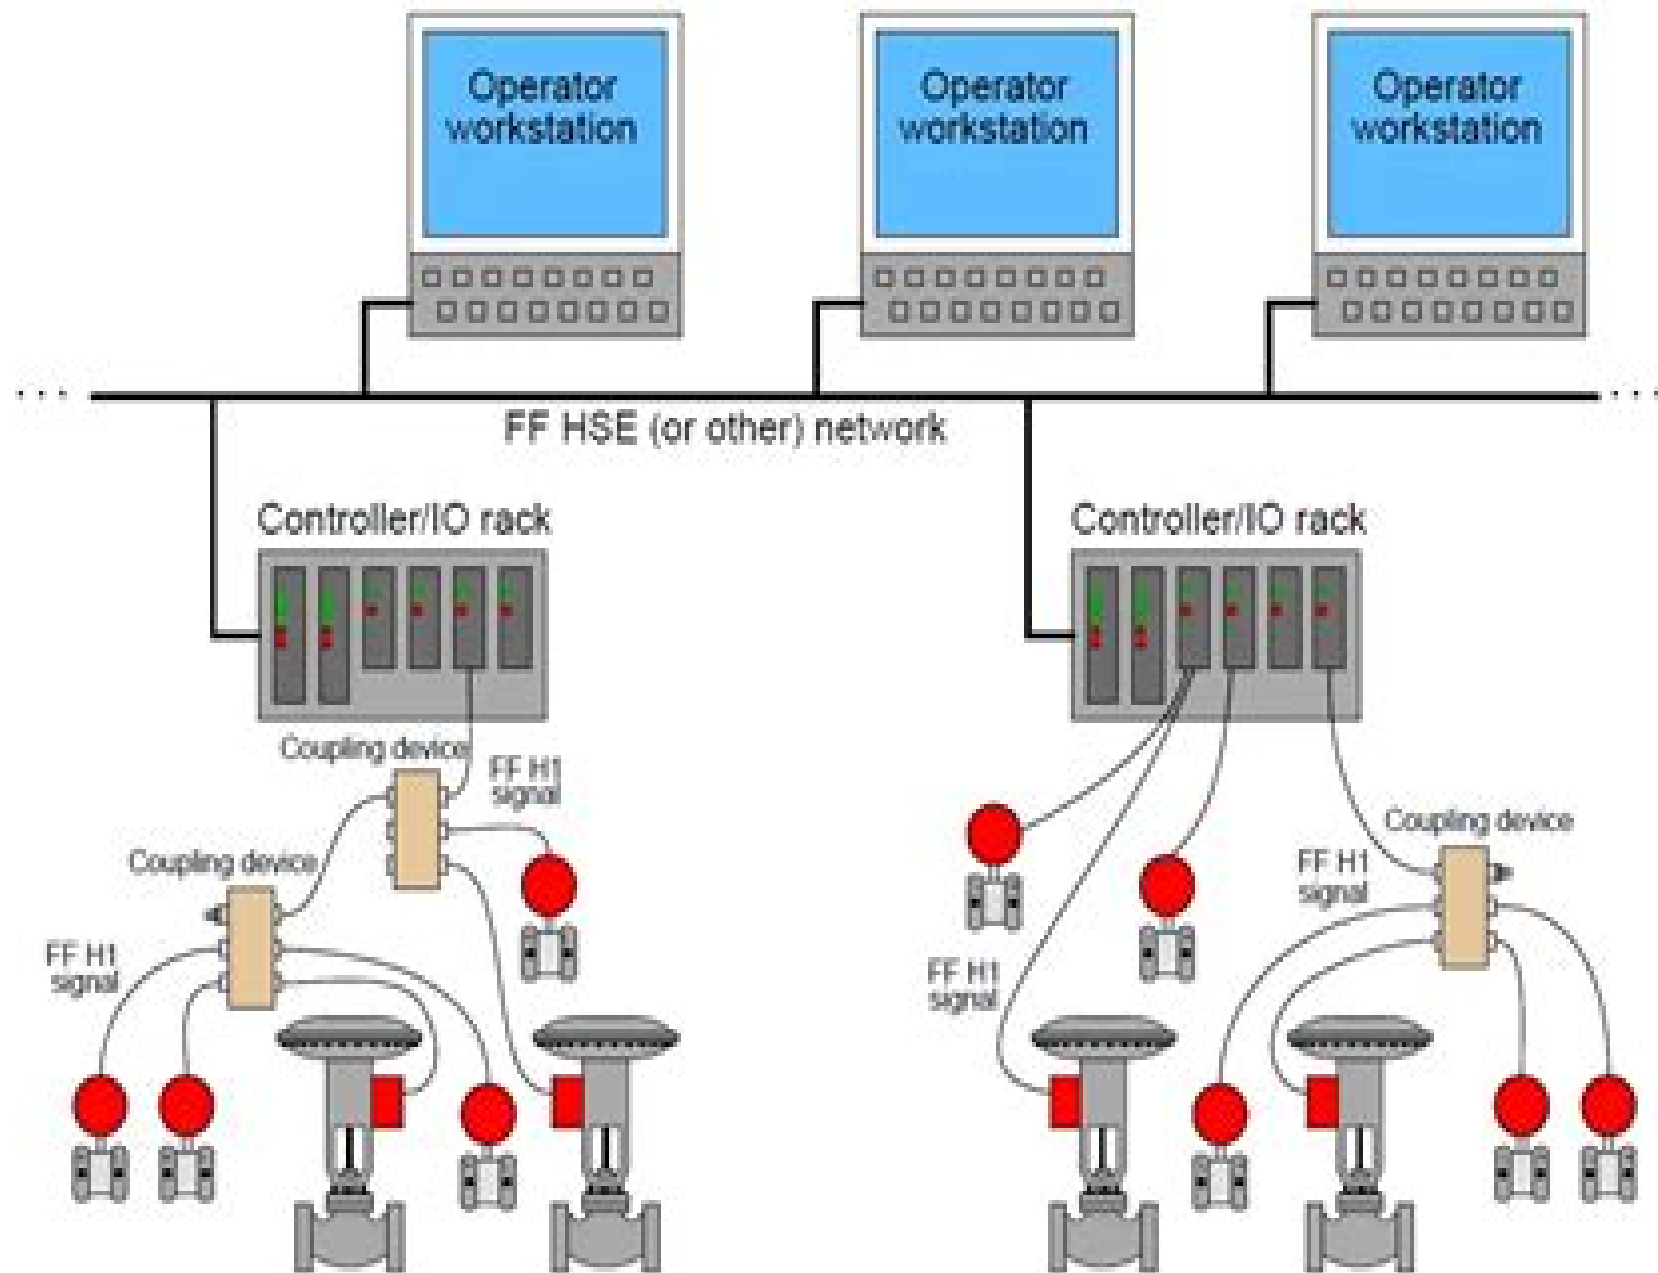 Operator
workstation
Operator
workstation
Operator
workstation
. . .
. . .
FF HSE (or other) network
Controller/IO rack
Controller/IO rack
Coupling device
FF H1
signal
Coupling device
Coupling device
FF H1
signal
FF H1
signal
FF H1
signal